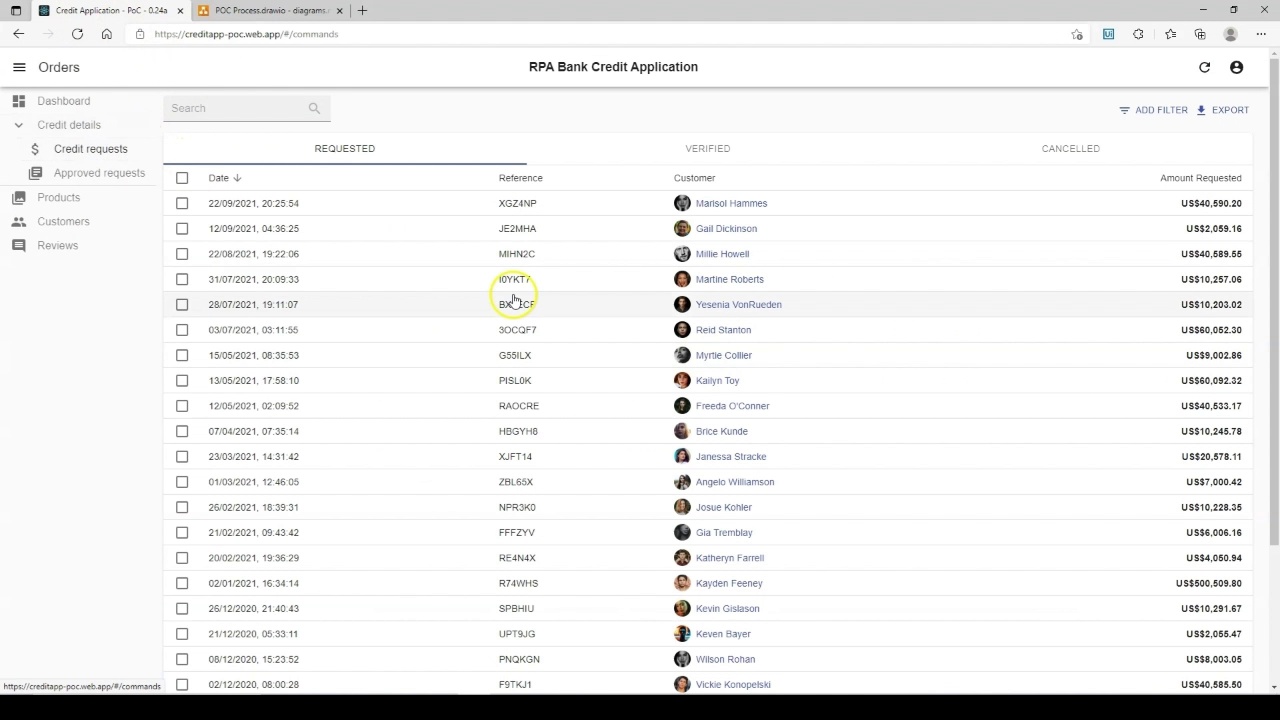 Credit Application - PoC - 0.24a
POC Process.drawio - diagrams.
https://creditapp-poc.web.app/#/commands
Orders
RPA Bank Credit Application
Dashboard
Credit details
Credit requests
Approved requests
Products
Customers
Reviews
Search
ADD FILTER
EXPORT
REQUESTED VERIFIED CANCELLED
Date Reference Customer Amount Requested
22/09/2021, 20:25:54 XGZ4NP Marisol Hammes US$40,590.20
12/09/2021, 04:36:25 JE2MHA Gail Dickinson US$2,059.16
22/08/2021, 19:22:06 MIHN2C Millie Howell US$40,589.55
31/07/2021, 20:09:33 I0YKT7 Martine Roberts US$10,257.06
28/07/2021, 19:11:07 Yesenia VonRueden US$10,203.02
03/07/2021, 03:11:55 3OCQF7 Reid Stanton US$60,052.30
15/05/2021, 08:35:53 G55ILX Myrtie Collier US$9,002.86
13/05/2021, 17:58:10 PISL0K Kailyn Toy US$60,092.32
12/05/2021, 02:09:52 RAOCRE Freeda O'Conner US$40,533.17
07/04/2021, 07:35:14 HBGYH8 Brice Kunde US$10,245.78
23/03/2021, 14:31:42 XJFT14 Janessa Stracke US$20,578.11
01/03/2021, 12:46:05 ZBL65X Angelo Williamson US$7,000.42
26/02/2021, 18:39:31 NPR3K0 Josue Kohler US$10,228.35
21/02/2021, 09:43:42 FFFZYV Gia Tremblay US$6,006.16
20/02/2021, 19:36:29 RE4N4X Katheryn Farrell US$4,050.94
02/01/2021, 16:34:14 R74WHS Kayden Feeney US$500,509.80
26/12/2020, 21:40:43 SPBHIU Kevin Gislason US$10,291.67
21/12/2020, 05:33:11 UPT9JG Keven Bayer US$2,055.47
08/12/2020, 15:23:52 PNQKGN Wilson Rohan US$8,003.05
02/12/2020, 08:00:28 F9TKJ1 Vickie Konopelski US$40,585.50
https://creditapp-poc.web.app/#/commands